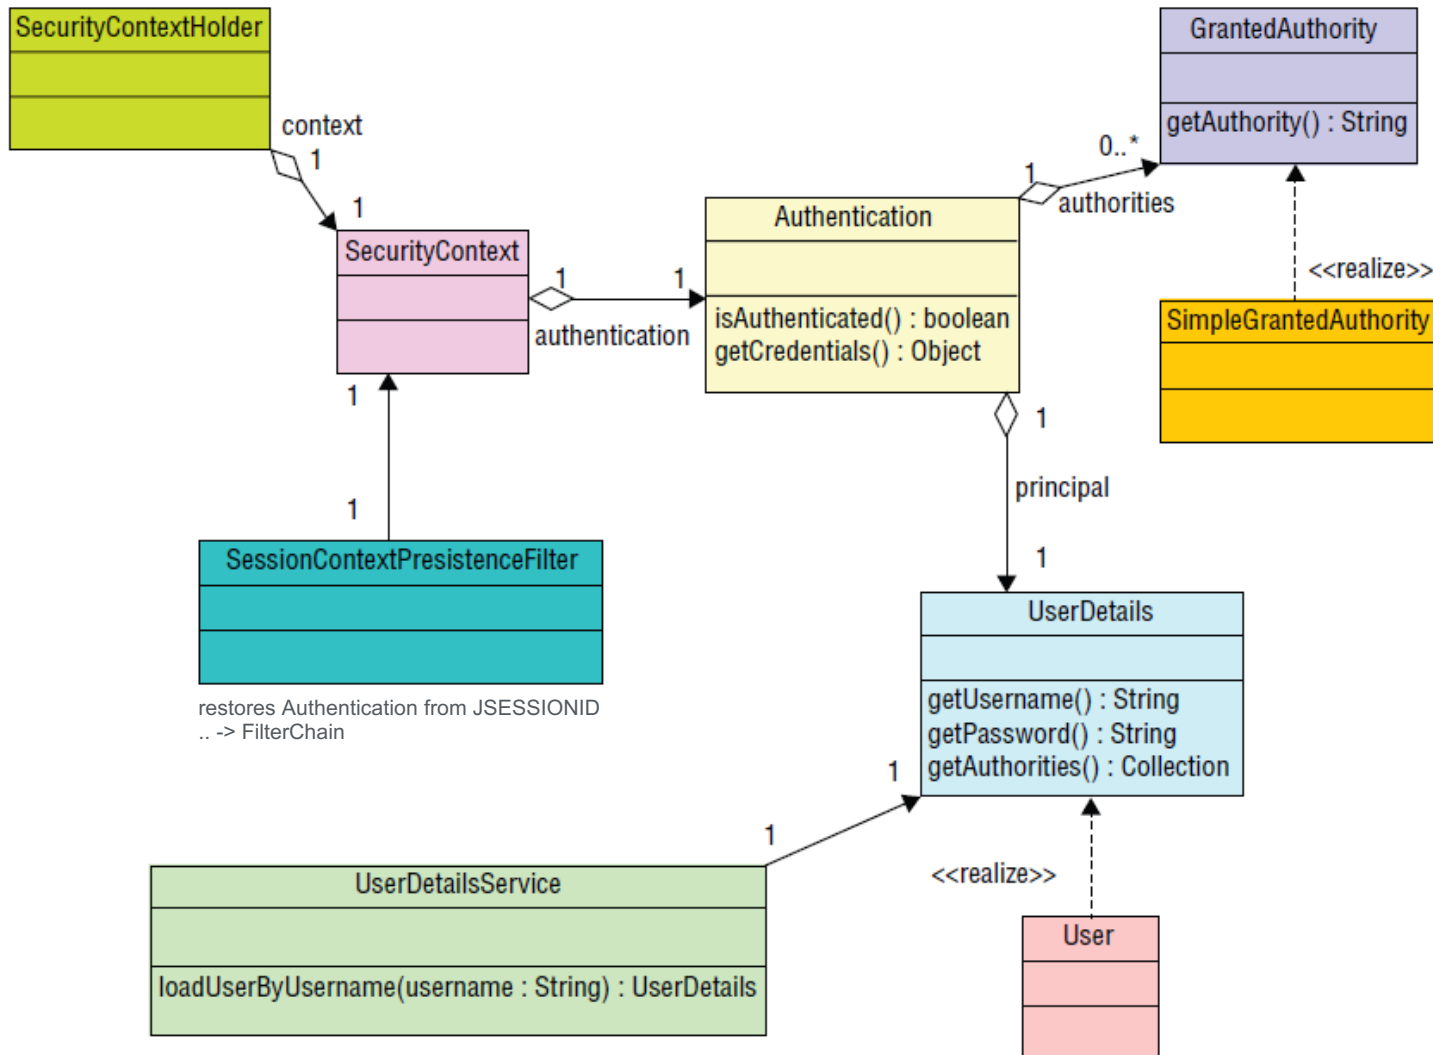 SecurityContextHolder
context
1
1
SecurityContext
1
1
authentication
Authentication
isAuthenticated() : boolean
getCredentials() : Object
1
0..*
authorities
GrantedAuthority
getAuthority() : String
<<realize>>
SimpleGrantedAuthority
1
1
SessionContextPresistenceFilter
restores Authentication from JSESSIONID
.. -> FilterChain
1
principal
1
UserDetails
getUsername() : String
getPassword() : String
getAuthorities() : Collection
1
1
UserDetailsService
loadUserByUsername(username : String) : UserDetails
<<realize>>
User